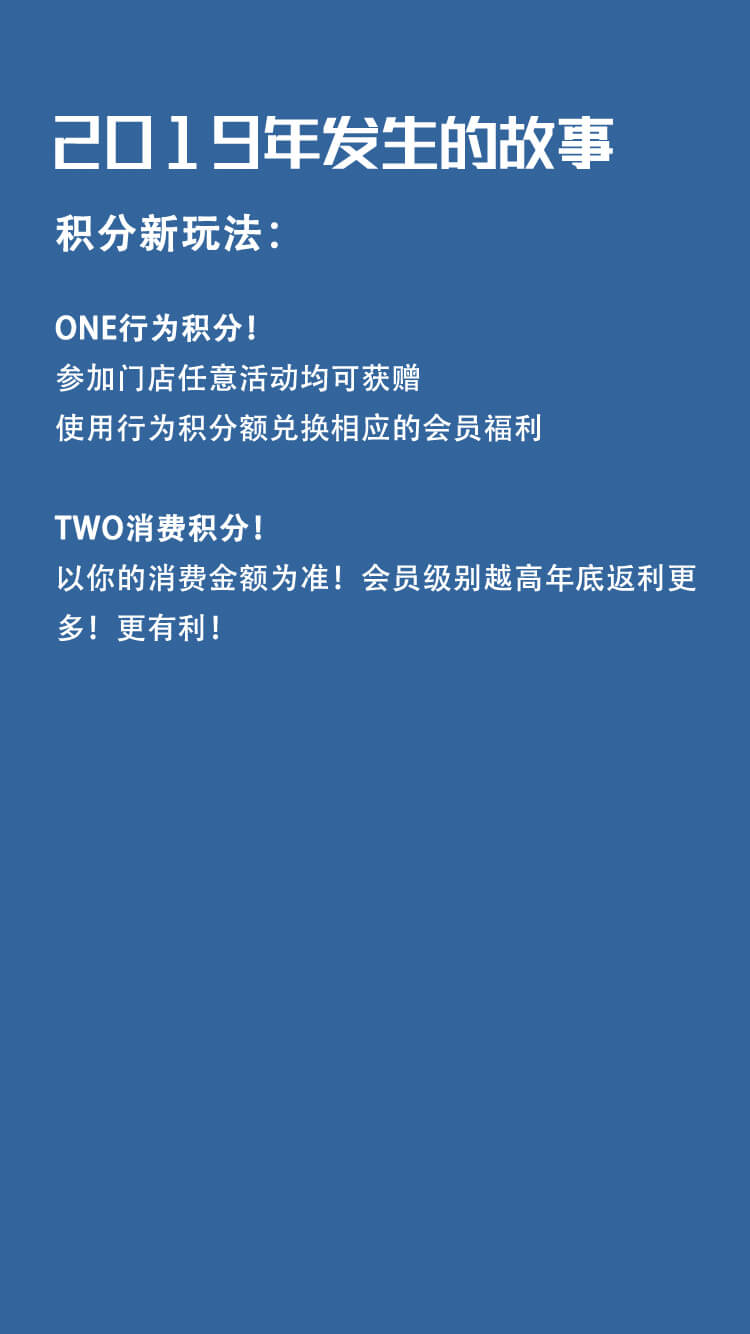 2019年发生的故事
积分新玩法：
ONE行为积分！
参加门店任意活动均可获赠
使用行为积分额兑换相应的会员福利
TWO消费积分！
以你的消费金额为准！会员级别越高年底返利更
多！更有利！